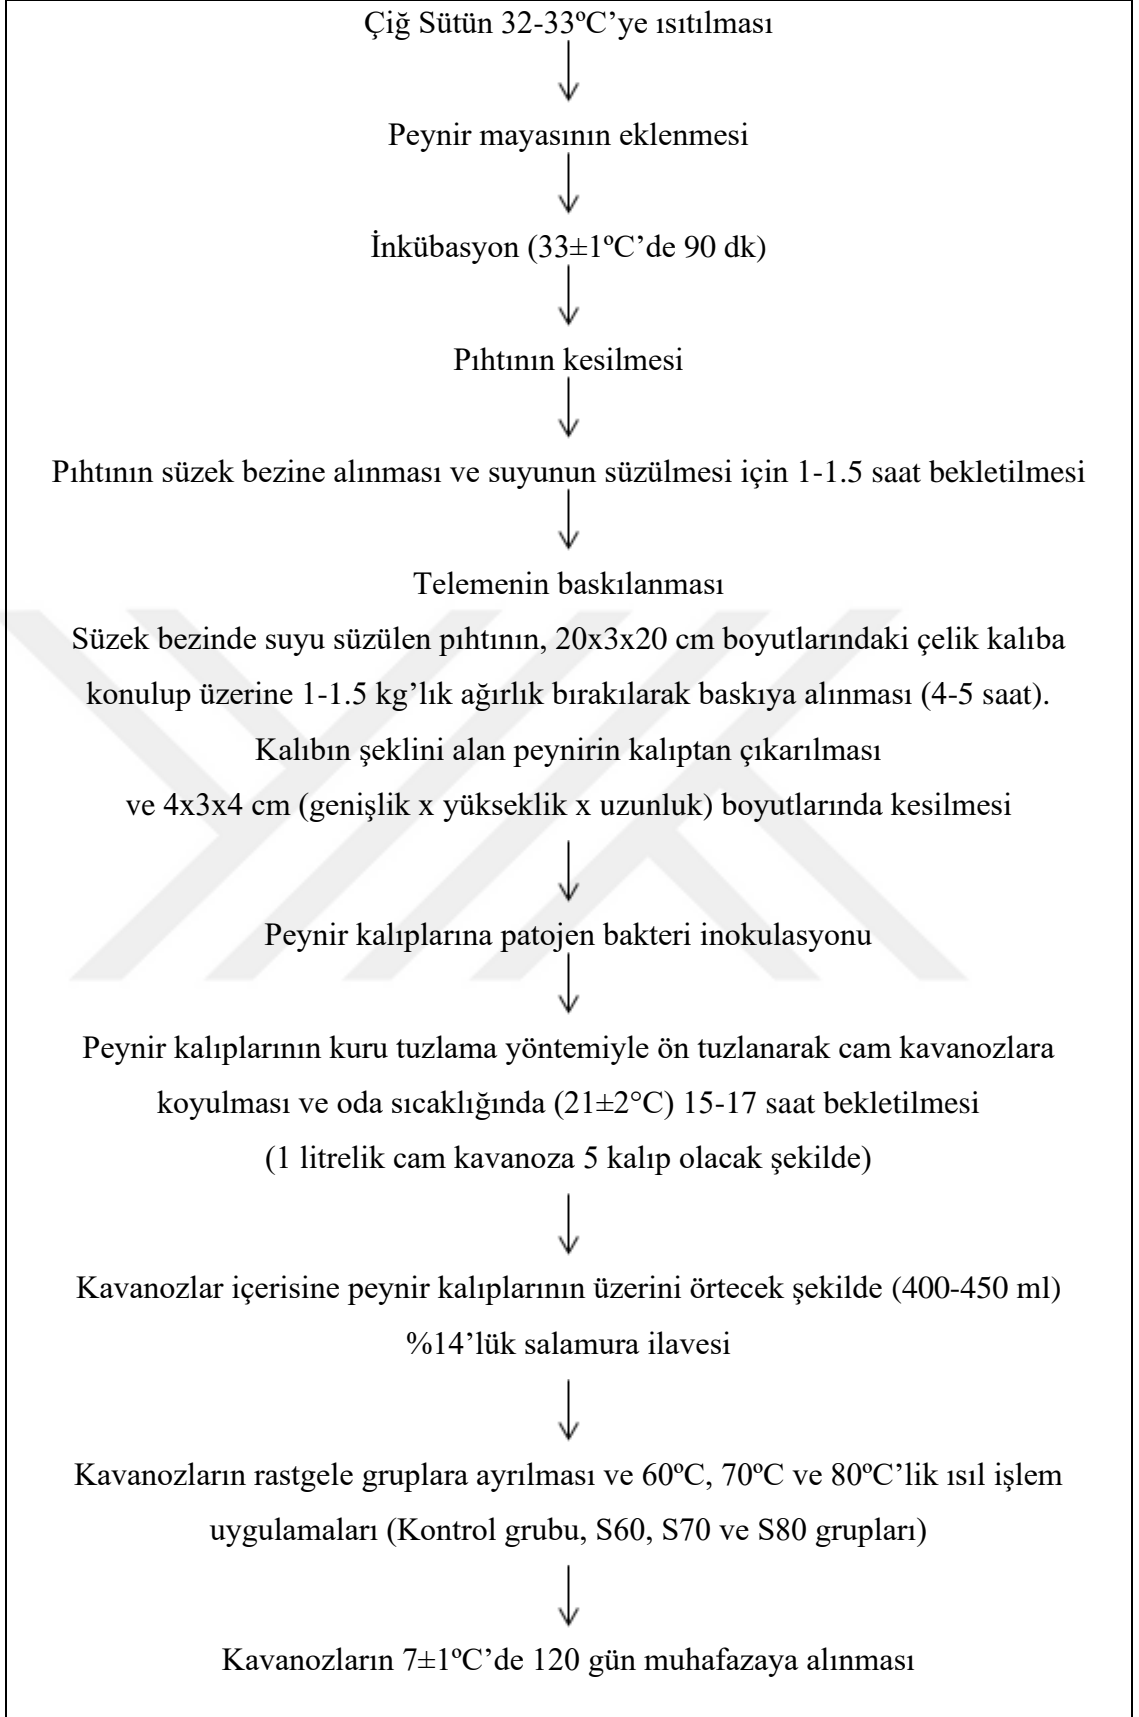 Çiğ Sütün 32-33ºC’ye ısıtılması
Peynir mayasının eklenmesi
İnkübasyon (33±1ºC’de 90 dk)
Pıhtının kesilmesi
Pıhtının süzek bezine alınması ve suyunun süzülmesi için 1-1.5 saat bekletilmesi
Telemenin baskılanması
Süzek bezinde suyu süzülen pıhtının, 20x3x20 cm boyutlarındaki çelik kalıba
konulup üzerine 1-1.5 kg’lık ağırlık bırakılarak baskıya alınması (4-5 saat).
Kalıbın şeklini alan peynirin kalıptan çıkarılması
ve 4x3x4 cm (genişlik x yükseklik x uzunluk) boyutlarında kesilmesi
Peynir kalıplarına patojen bakteri inokulasyonu
Peynir kalıplarının kuru tuzlama yöntemiyle ön tuzlanarak cam kavanozlara
koyulması ve oda sıcaklığında (21±2°C) 15-17 saat bekletilmesi
(1 litrelik cam kavanoza 5 kalıp olacak şekilde)
Kavanozlar içerisine peynir kalıplarının üzerini örtecek şekilde (400-450 ml)
%14’lük salamura ilavesi
Kavanozların rastgele gruplara ayrılması ve 60ºC, 70ºC ve 80ºC’lik ısıl işlem
uygulamaları (Kontrol grubu, S60, S70 ve S80 grupları)
Kavanozların 7±1ºC’de 120 gün muhafazaya alınması